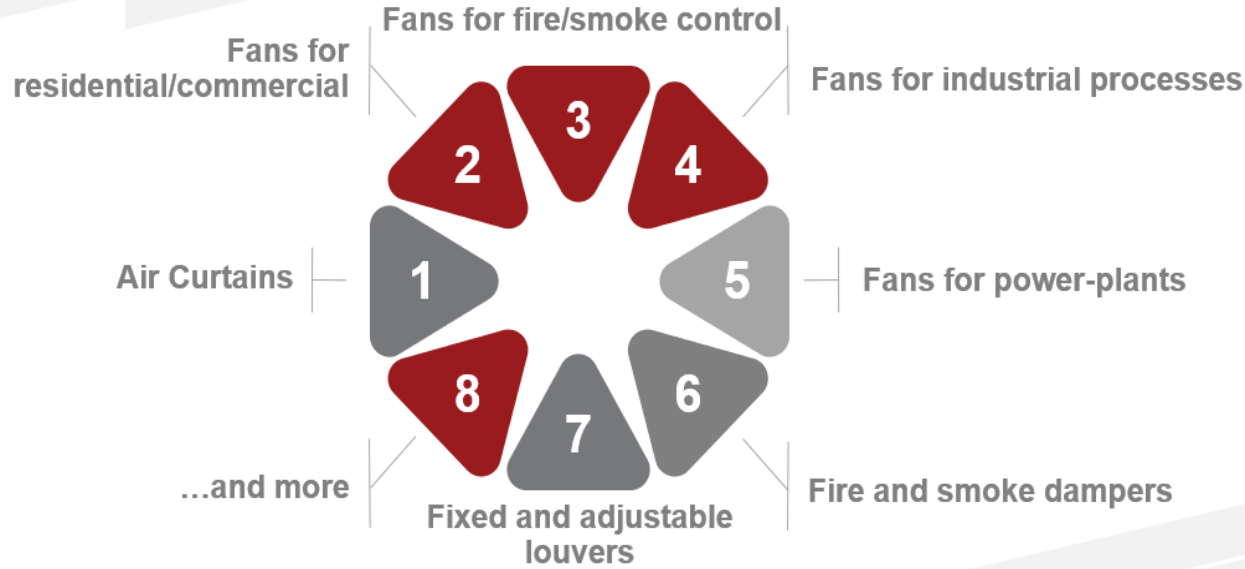 Fans for fire/smoke control
Fans for
residential/commercial
Fans for industrial processes
3
2
4
Air Curtains
1
5
Fans for power-plants
8
6
7
...and more
Fire and smoke dampers
Fixed and adjustable
louvers